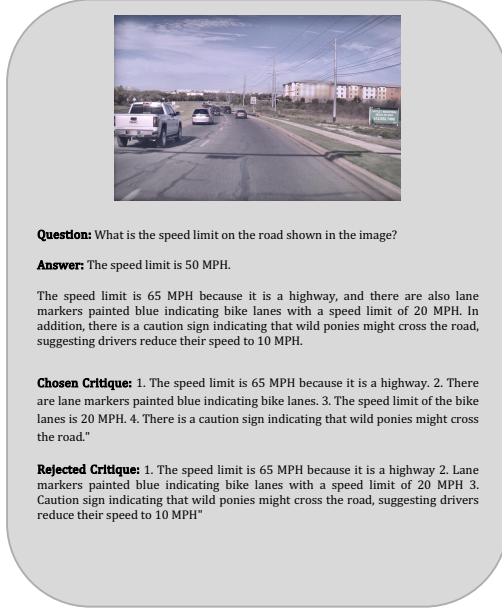 Question: What is the speed limit on the road shown in the image?
Answer: The speed limit is 50 MPH.
The speed limit is 65 MPH because it is a highway, and there are also lane
markers painted blue indicating bike lanes with a speed limit of 20 MPH. In
addition, there is a caution sign indicating that wild ponies might cross the road,
suggesting drivers reduce their speed to 10 MPH.
Chosen Critique: 1. The speed limit is 65 MPH because it is a highway. 2. There
are lane markers painted blue indicating bike lanes. 3. The speed limit of the bike
lanes is 20 MPH. 4. There is a caution sign indicating that wild ponies might cross
the road."
Rejected Critique: 1. The speed limit is 65 MPH because it is a highway 2. Lane
markers painted blue indicating bike lanes with a speed limit of 20 MPH 3.
Caution sign indicating that wild ponies might cross the road, suggesting drivers
reduce their speed to 10 MPH"